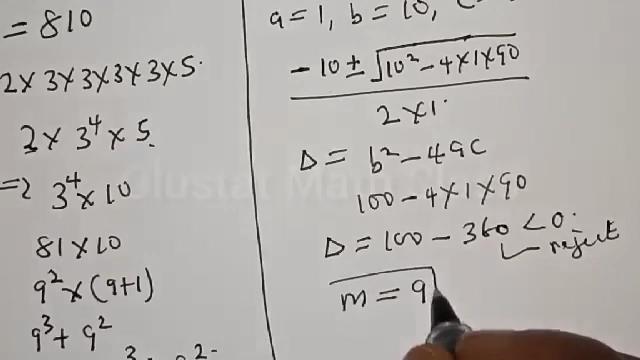 = 810
2×3×3×3×3×5.
2 × 3⁴ × 5.
=> 3⁴ × 10
81 × 10
9² × (9+1)
9³ + 9²
a = 1, b = 10,
-10 ± √10² - 4×1×90
2×1.
Δ = b² - 4ac
100 - 4×1×90
Δ = 100 - 360 < 0.
reject
m = 9
Olustar Math